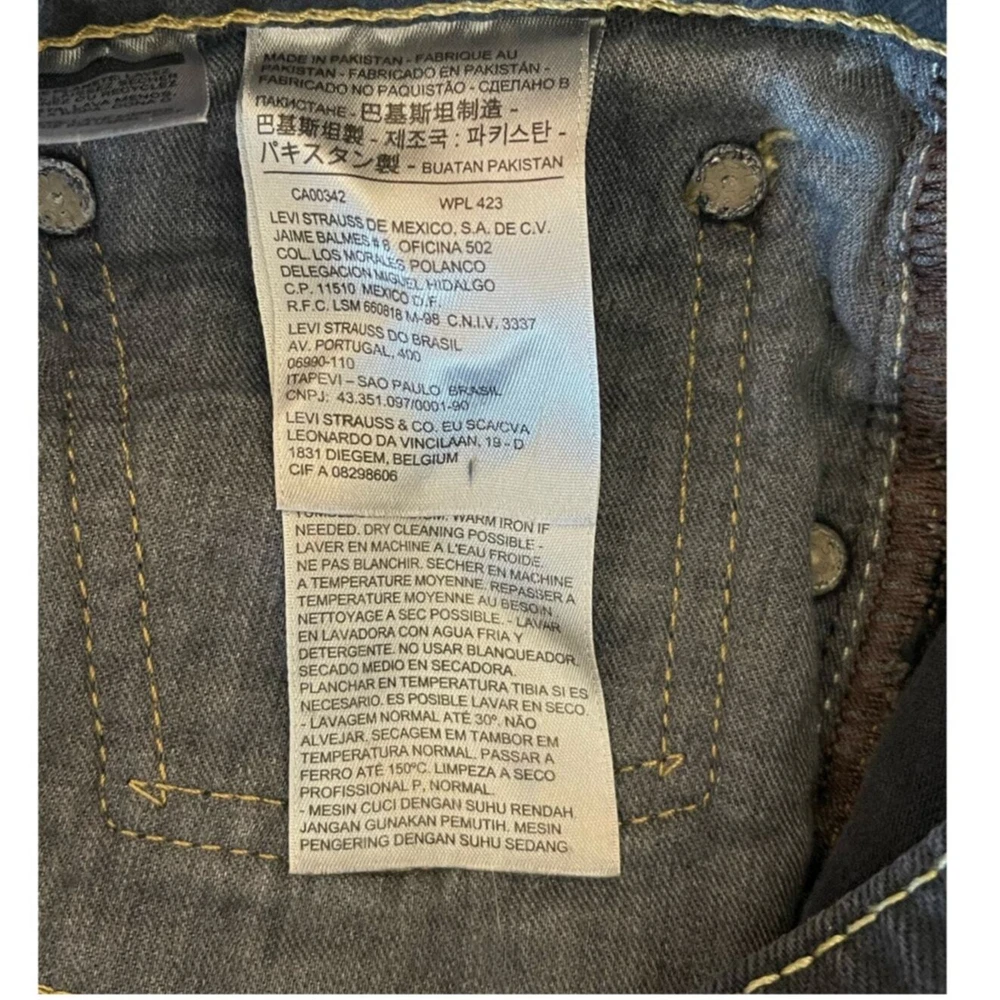 MADE IN PAKISTAN - FABRIQUE AU
PAKISTAN - FABRICADO EN PAKISTÁN -
FABRICADO NO PAQUISTÃO - СДЕЛАНО В
ПАКИСТАНЕ - 巴基斯坦制造 -
巴基斯坦製 - 제조국 : 파키스탄 -
パキスタン製 - BUATAN PAKISTAN
CA00342 WPL 423
LEVI STRAUSS DE MEXICO, S.A. DE C.V.
JAIME BALMES # 8 OFICINA 502
COL. LOS MORALES POLANCO
DELEGACION MIGUEL HIDALGO
C.P. 11510 MEXICO D.F.
R.F.C. LSM 660818 M-98 C.N.I.V. 3337
LEVI STRAUSS DO BRASIL
AV. PORTUGAL, 400
06990-110
ITAPEVI – SAO PAULO BRASIL
CNPJ: 43.351.097/0001-90
LEVI STRAUSS & CO. EU SCA/CVA
LEONARDO DA VINCILAAN, 19 - D
1831 DIEGEM, BELGIUM
CIF A 08298606
WARM IRON IF
NEEDED. DRY CLEANING POSSIBLE -
LAVER EN MACHINE A L'EAU FROIDE.
NE PAS BLANCHIR. SECHER EN MACHINE
A TEMPERATURE MOYENNE. REPASSER A
TEMPERATURE MOYENNE AU BESOIN.
NETTOYAGE A SEC POSSIBLE. - LAVAR
EN LAVADORA CON AGUA FRIA Y
DETERGENTE. NO USAR BLANQUEADOR.
SECADO MEDIO EN SECADORA.
PLANCHAR EN TEMPERATURA TIBIA SI ES
NECESARIO. ES POSIBLE LAVAR EN SECO.
- LAVAGEM NORMAL ATÉ 30º. NÃO
ALVEJAR. SECAGEM EM TAMBOR EM
TEMPERATURA NORMAL. PASSAR A
FERRO ATÉ 150ºC. LIMPEZA A SECO
PROFISSIONAL P, NORMAL.
- MESIN CUCI DENGAN SUHU RENDAH.
JANGAN GUNAKAN PEMUTIH. MESIN
PENGERING DENGAN SUHU SEDANG.